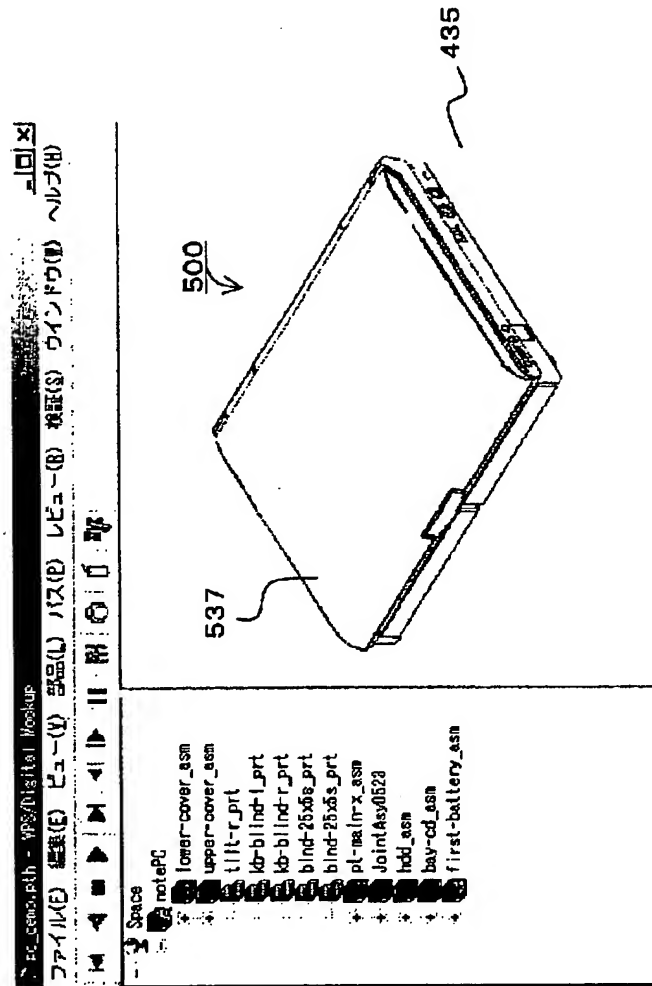 pc_demo.pth - VPS/Digital Mockup
ファイル(F) 編集(E) ビュー(V) 部品(L) パス(P) レビュー(R) 検証(S) ウインドウ(W) ヘルプ(H)
Space
notePC
lower-cover_asm
upper-cover_asm
tilt-r_prt
kb-blind-l_prt
kb-blind-r_prt
blind-25x5s_prt
blind-25x5s_prt
pl-main-x_asm
JointAsy0523
hdd_asm
bay-cd_asm
first-battery_asm
500
537
435